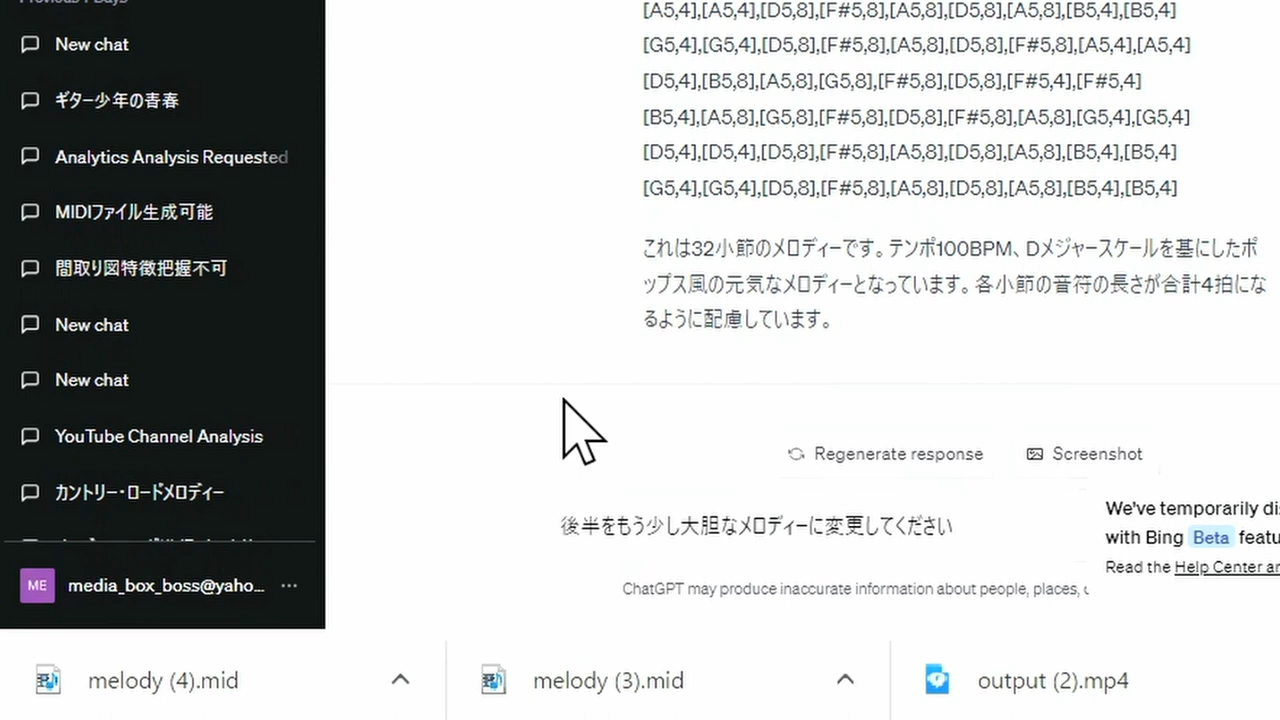 Previous 7 Days
New chat
ギター少年の青春
Analytics Analysis Requested
MIDIファイル生成可能
間取り図特徴把握不可
New chat
New chat
YouTube Channel Analysis
カントリー・ロードメロディー
ME media_box_boss@yaho...
[A5,4],[A5,4],[D5,8],[F#5,8],[A5,8],[D5,8],[A5,8],[B5,4],[B5,4]
[G5,4],[G5,4],[D5,8],[F#5,8],[A5,8],[D5,8],[F#5,8],[A5,4],[A5,4]
[D5,4],[B5,8],[A5,8],[G5,8],[F#5,8],[D5,8],[F#5,4],[F#5,4]
[B5,4],[A5,8],[G5,8],[F#5,8],[D5,8],[F#5,8],[A5,8],[G5,4],[G5,4]
[D5,4],[D5,4],[D5,8],[F#5,8],[A5,8],[D5,8],[A5,8],[B5,4],[B5,4]
[G5,4],[G5,4],[D5,8],[F#5,8],[A5,8],[D5,8],[A5,8],[B5,4],[B5,4]
これは32小節のメロディーです。テンポ100BPM、Dメジャースケールを基にしたポ
ップス風の元気なメロディーとなっています。各小節の音符の長さが合計4拍にな
るように配慮しています。
Regenerate response
Screenshot
後半をもう少し大胆なメロディーに変更してください
We've temporarily di
with Bing Beta featu
Read the Help Center ar
ChatGPT may produce inaccurate information about people, places,
melody (4).mid
melody (3).mid
output (2).mp4